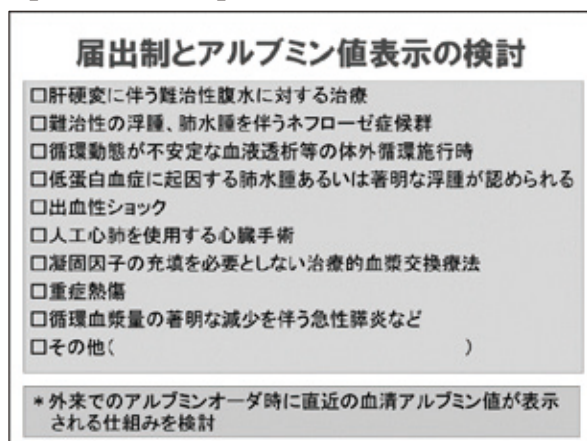 届出制とアルブミン値表示の検討
□肝硬変に伴う難治性腹水に対する治療
□難治性の浮腫、肺水腫を伴うネフローゼ症候群
□循環動態が不安定な血液透析等の体外循環施行時
□低蛋白血症に起因する肺水腫あるいは著明な浮腫が認められる
□出血性ショック
□人工心肺を使用する心臓手術
□凝固因子の充填を必要としない治療的血漿交換療法
□重症熱傷
□循環血漿量の著明な減少を伴う急性膵炎など
□その他( )
*外来でのアルブミンオーダ時に直近の血清アルブミン値が表示
される仕組みを検討